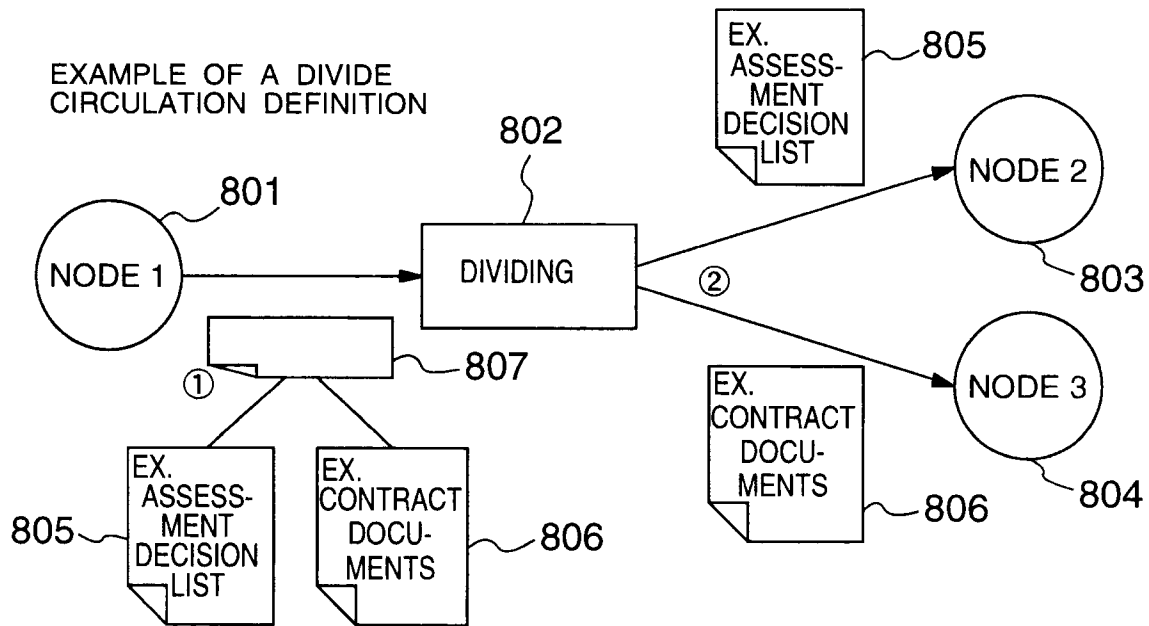 EXAMPLE OF A DIVIDE
CIRCULATION DEFINITION
801
NODE 1
802
DIVIDING
EX.
ASSESS-
MENT
DECISION
LIST
805
NODE 2
803
②
①
807
EX.
ASSESS-
MENT
DECISION
LIST
805
EX.
CONTRACT
DOCU-
MENTS
806
EX.
CONTRACT
DOCU-
MENTS
806
NODE 3
804